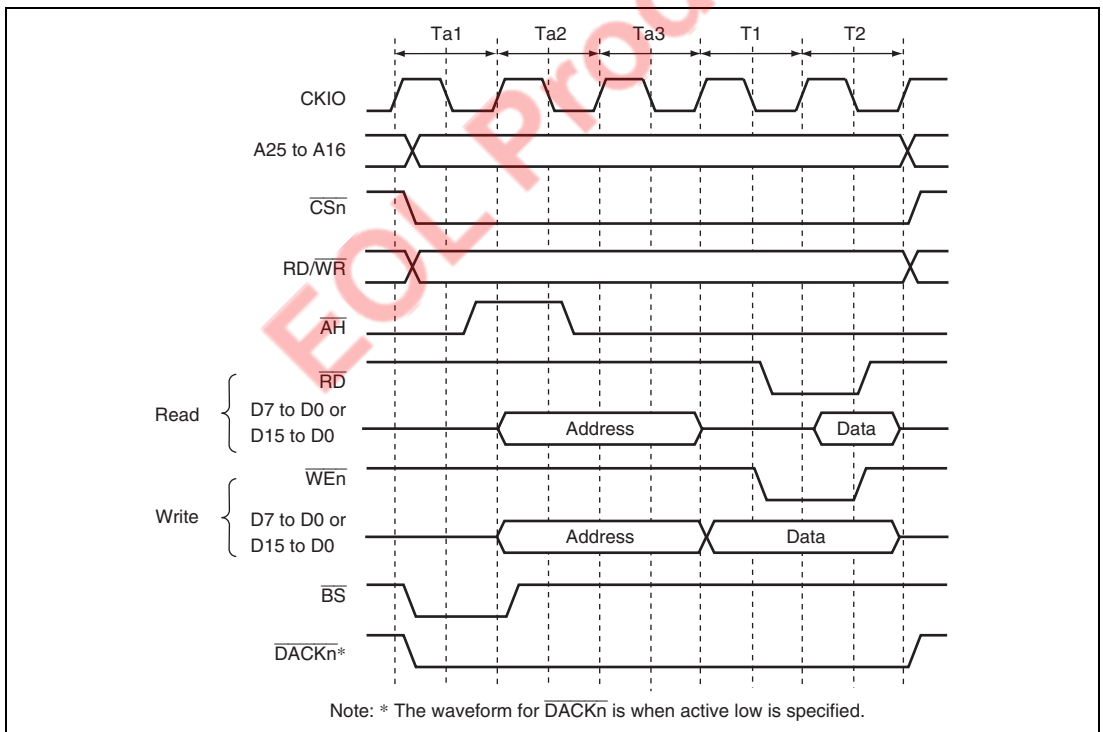 Ta1 Ta2 Ta3 T1 T2
CKIO
A25 to A16
CSn
RD/WR
AH
RD
Read
D7 to D0 or
D15 to D0
Address
Data
WEn
Write
D7 to D0 or
D15 to D0
Address
Data
BS
DACKn*
Note: * The waveform for DACKn is when active low is specified.
EOL Prod